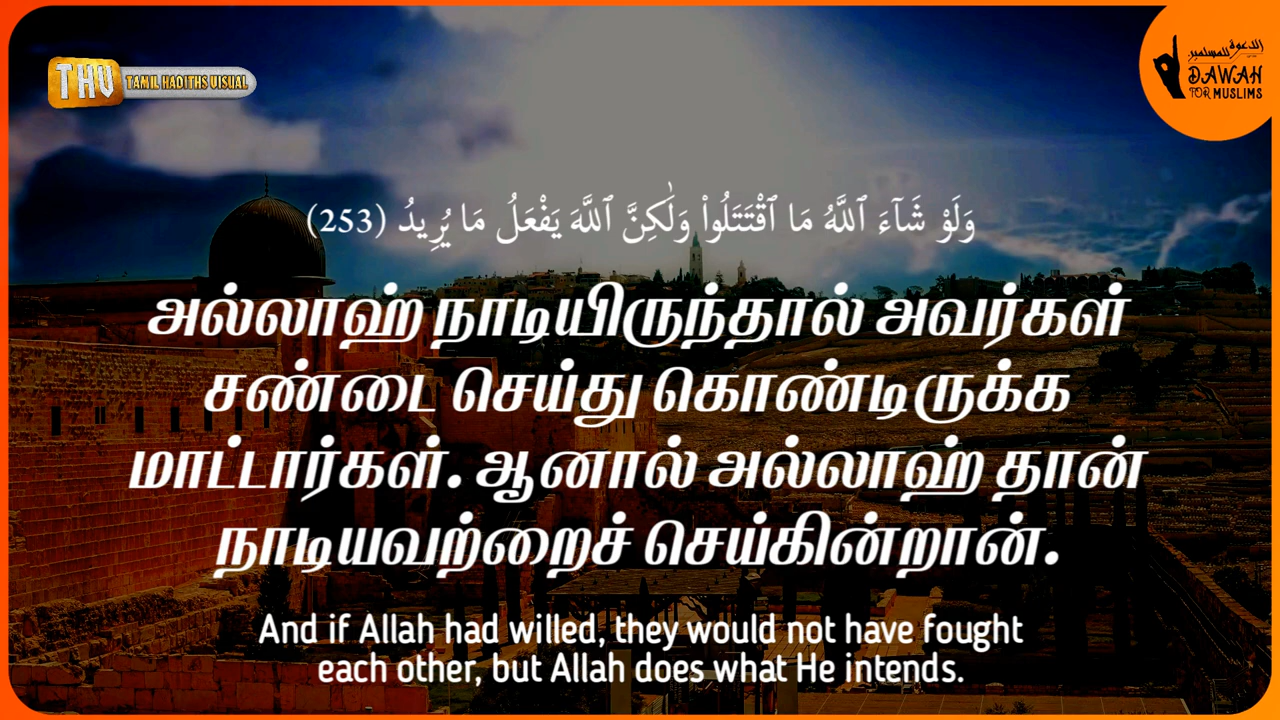 THV TAMIL HADITHS VISUAL
الدعوة للمسلمين
DAWAH
FOR MUSLIMS
وَلَوْ شَآءَ ٱللَّهُ مَا ٱقْتَتَلُوا۟ وَلَٰكِنَّ ٱللَّهَ يَفْعَلُ مَا يُرِيدُ (253)
அல்லாஹ் நாடியிருந்தால் அவர்கள்
சண்டை செய்து கொண்டிருக்க
மாட்டார்கள். ஆனால் அல்லாஹ் தான்
நாடியவற்றைச் செய்கின்றான்.
And if Allah had willed, they would not have fought
each other, but Allah does what He intends.